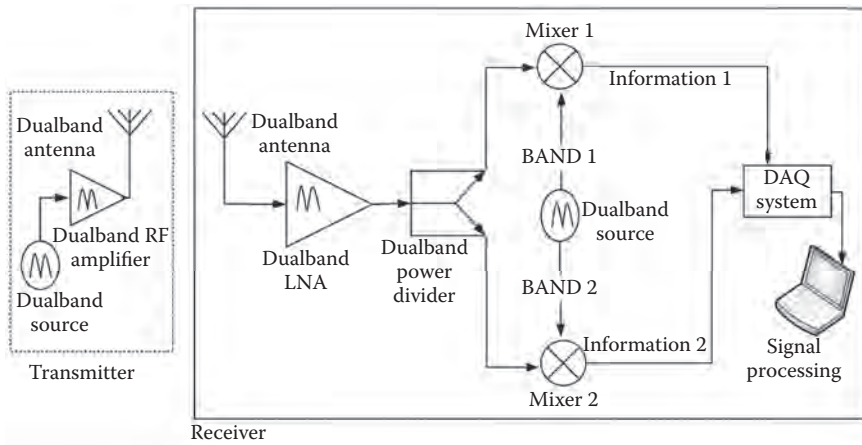 Dualband
antenna
Dualband RF
amplifier
Dualband
source
Transmitter
Dualband
antenna
Dualband
LNA
Dualband
power
divider
Mixer 1
Information 1
BAND 1
Dualband
source
BAND 2
Information 2
Mixer 2
DAQ
system
Signal
processing
Receiver